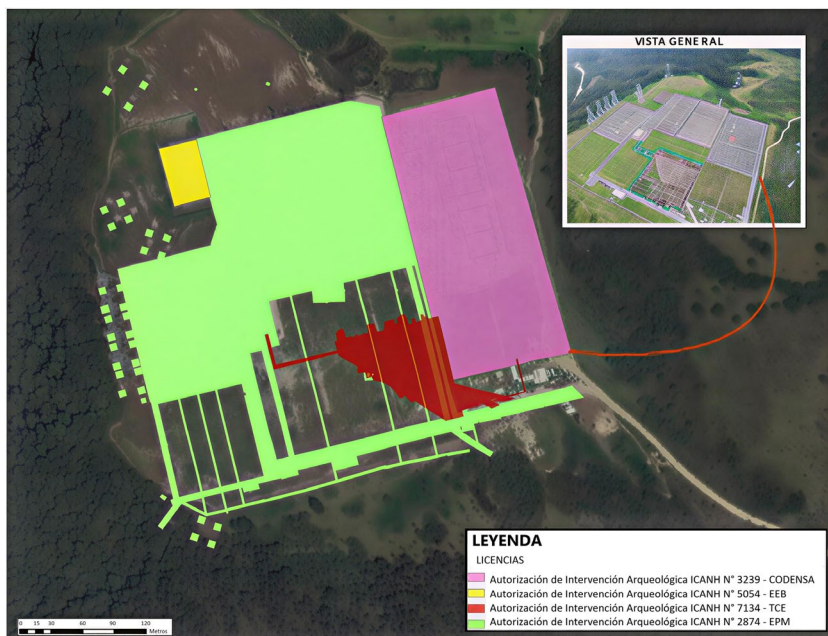 VISTA GENERAL
LEYENDA
LICENCIAS
Autorización de Intervención Arqueológica ICANH N° 3239 - CODENSA
Autorización de Intervención Arqueológica ICANH N° 5054 - EEB
Autorización de Intervención Arqueológica ICANH N° 7134 - TCE
Autorización de Intervención Arqueológica ICANH N° 2874 - EPM
0 15 30 60 90 120
Metros